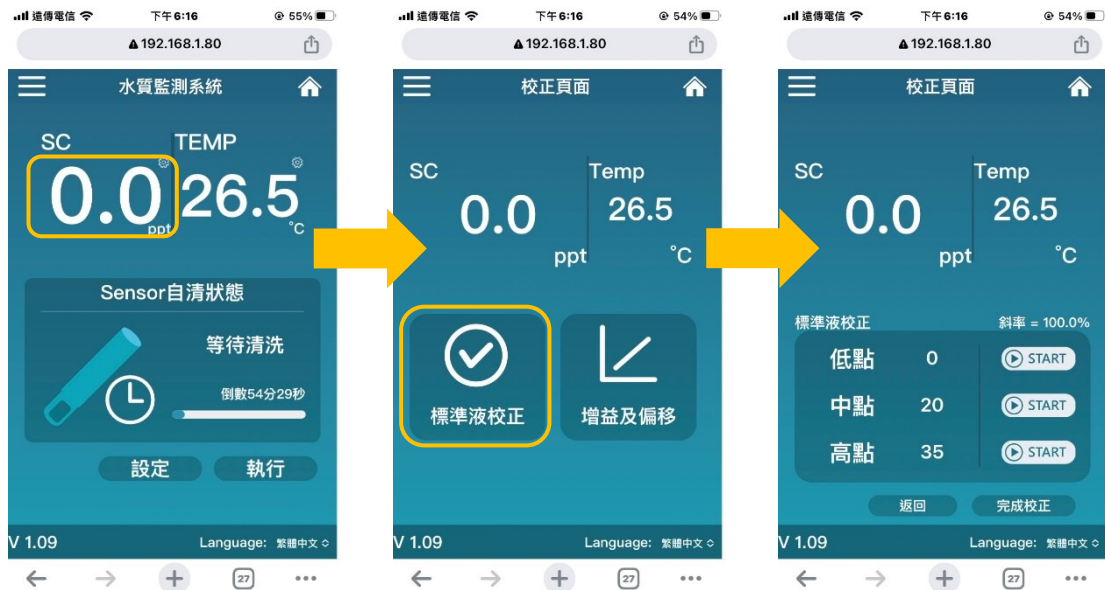 遠傳電信 下午6:16 55%
192.168.1.80
水質監測系統
SC TEMP
0.0 ppt 26.5 °C
Sensor自清狀態
等待清洗
倒數54分29秒
設定 執行
V 1.09 Language: 繁體中文
27
遠傳電信 下午6:16 54%
192.168.1.80
校正頁面
SC Temp
0.0 26.5
ppt °C
標準液校正 增益及偏移
V 1.09 Language: 繁體中文
27
遠傳電信 下午6:16 54%
192.168.1.80
校正頁面
SC Temp
0.0 26.5
ppt °C
標準液校正 斜率 = 100.0%
低點 0 START
中點 20 START
高點 35 START
返回 完成校正
V 1.09 Language: 繁體中文
27